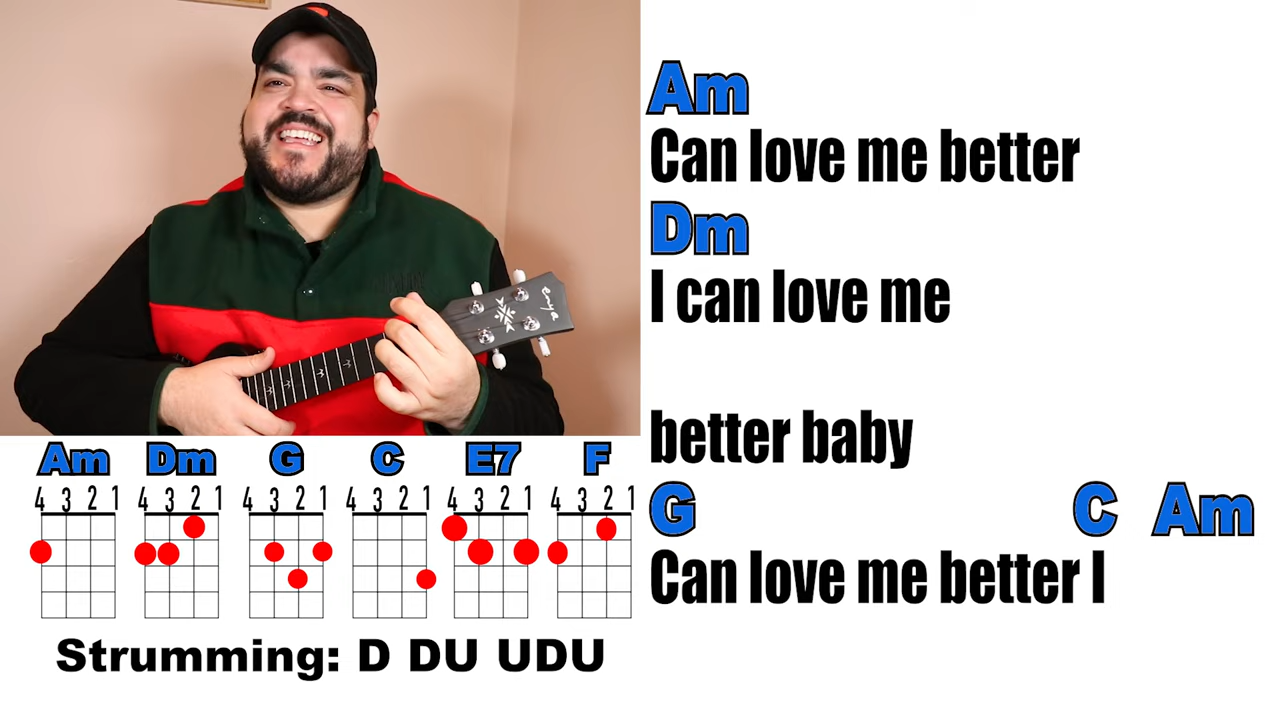 Am
Can love me better
Dm
I can love me
better baby
G C Am
Can love me better I
enya
Am Dm G C E7 F
4 3 2 1 4 3 2 1 4 3 2 1 4 3 2 1 4 3 2 1 4 3 2 1
Strumming: D DU UDU